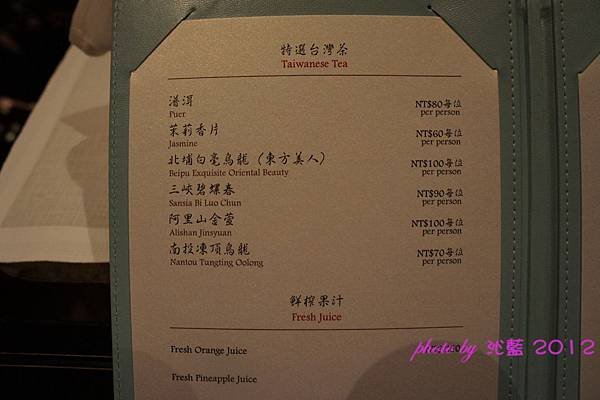 特選台灣茶
Taiwanese Tea
潽洱 NT$80每位
Puer per person
茉莉香片 NT$60每位
Jasmine per person
北埔白毫烏龍（東方美人） NT$100每位
Beipu Exquisite Oriental Beauty per person
三峽碧螺春 NT$90每位
Sansia Bi Luo Chun per person
阿里山金萱 NT$100每位
Alishan Jinsyuan per person
南投凍頂烏龍 NT$70每位
Nantou Tungting Oolong per person
鮮榨果汁
Fresh Juice
Fresh Orange Juice
Fresh Pineapple Juice
photo by 沁藍 2012